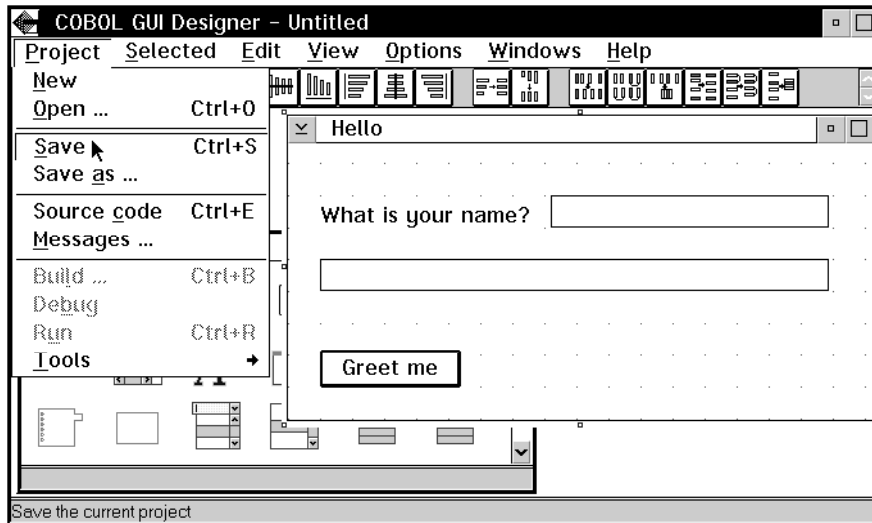 COBOL GUI Designer – Untitled
Project Selected Edit View Options Windows Help
New
Open ... Ctrl+O
Save Ctrl+S
Save as ...
Source code Ctrl+E
Messages ...
Build ... Ctrl+B
Debug
Run Ctrl+R
Tools
Hello
What is your name?
Greet me
Save the current project